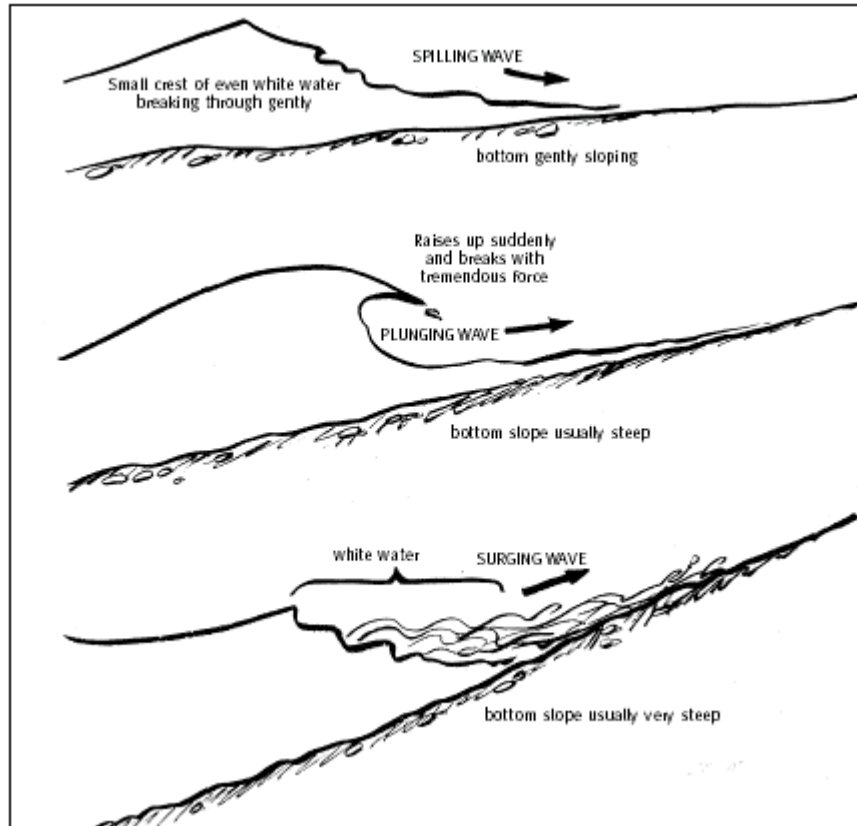 SPILLING WAVE
Small crest of even white water
breaking through gently
bottom gently sloping
Raises up suddenly
and breaks with
tremendous force
PLUNGING WAVE
bottom slope usually steep
white water
SURGING WAVE
bottom slope usually very steep